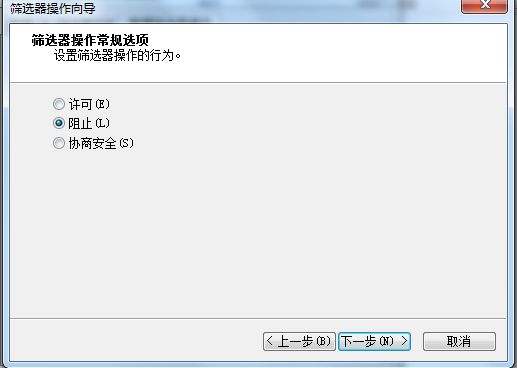 筛选器操作向导
筛选器操作常规选项
设置筛选器操作的行为。
许可(E)
阻止(L)
协商安全(S)
< 上一步(B)
下一步(N) >
取消